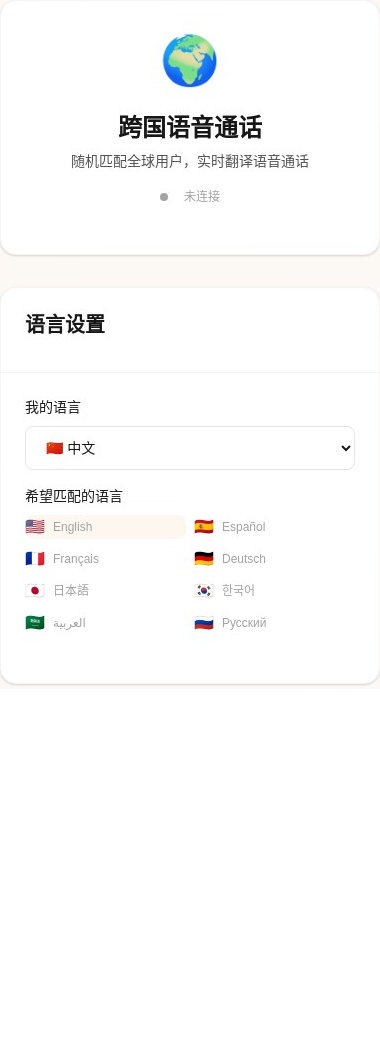 跨国语音通话
随机匹配全球用户，实时翻译语音通话
未连接
语言设置
我的语言
🇨🇳 中文
希望匹配的语言
🇺🇸 English
🇪🇸 Español
🇫🇷 Français
🇩🇪 Deutsch
🇯🇵 日本語
🇰🇷 한국어
🇸🇦 العربية
🇷🇺 Русский